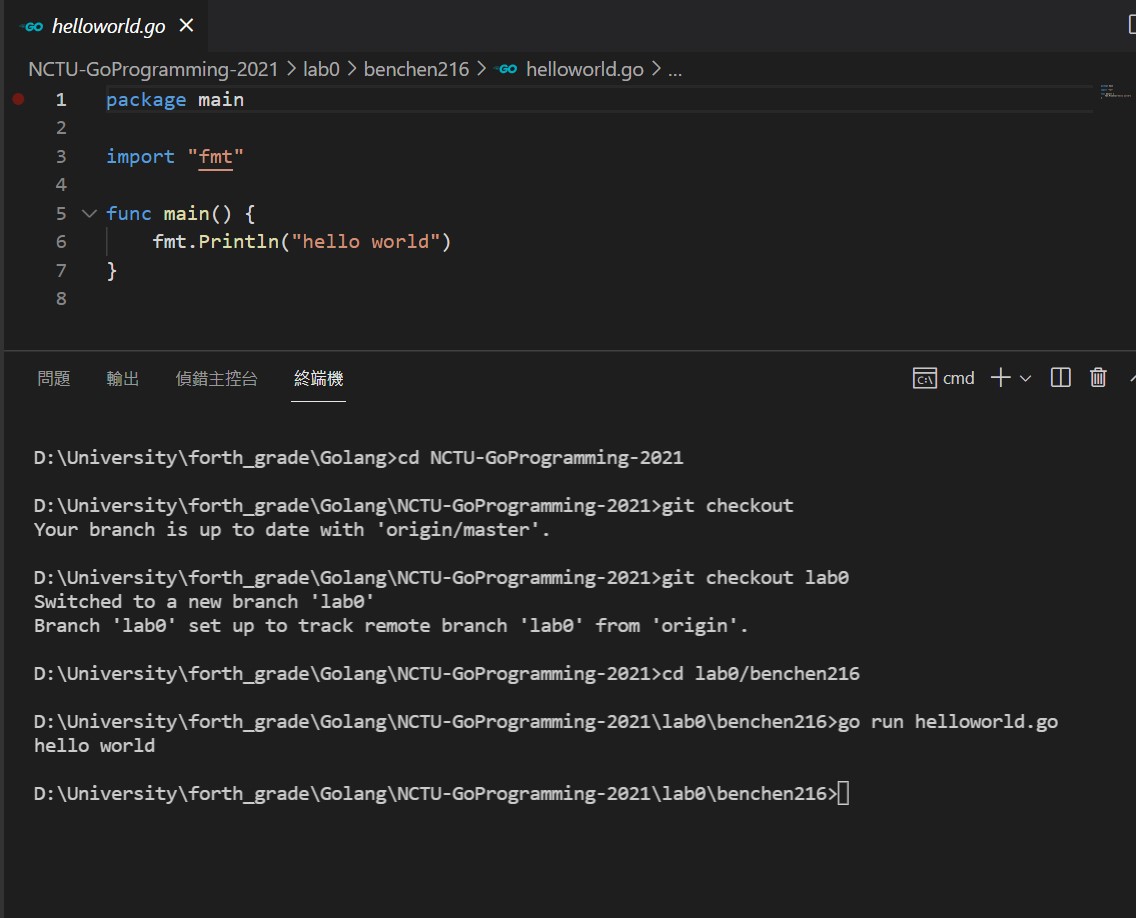 GO helloworld.go ×
NCTU-GoProgramming-2021 > lab0 > benchen216 > GO helloworld.go > ...
1 package main
2
3 import "fmt"
4
5 func main() {
6 fmt.Println("hello world")
7 }
8
問題 輸出 偵錯主控台 終端機 cmd
D:\University\forth_grade\Golang>cd NCTU-GoProgramming-2021
D:\University\forth_grade\Golang\NCTU-GoProgramming-2021>git checkout
Your branch is up to date with 'origin/master'.
D:\University\forth_grade\Golang\NCTU-GoProgramming-2021>git checkout lab0
Switched to a new branch 'lab0'
Branch 'lab0' set up to track remote branch 'lab0' from 'origin'.
D:\University\forth_grade\Golang\NCTU-GoProgramming-2021>cd lab0/benchen216
D:\University\forth_grade\Golang\NCTU-GoProgramming-2021\lab0\benchen216>go run helloworld.go
hello world
D:\University\forth_grade\Golang\NCTU-GoProgramming-2021\lab0\benchen216>